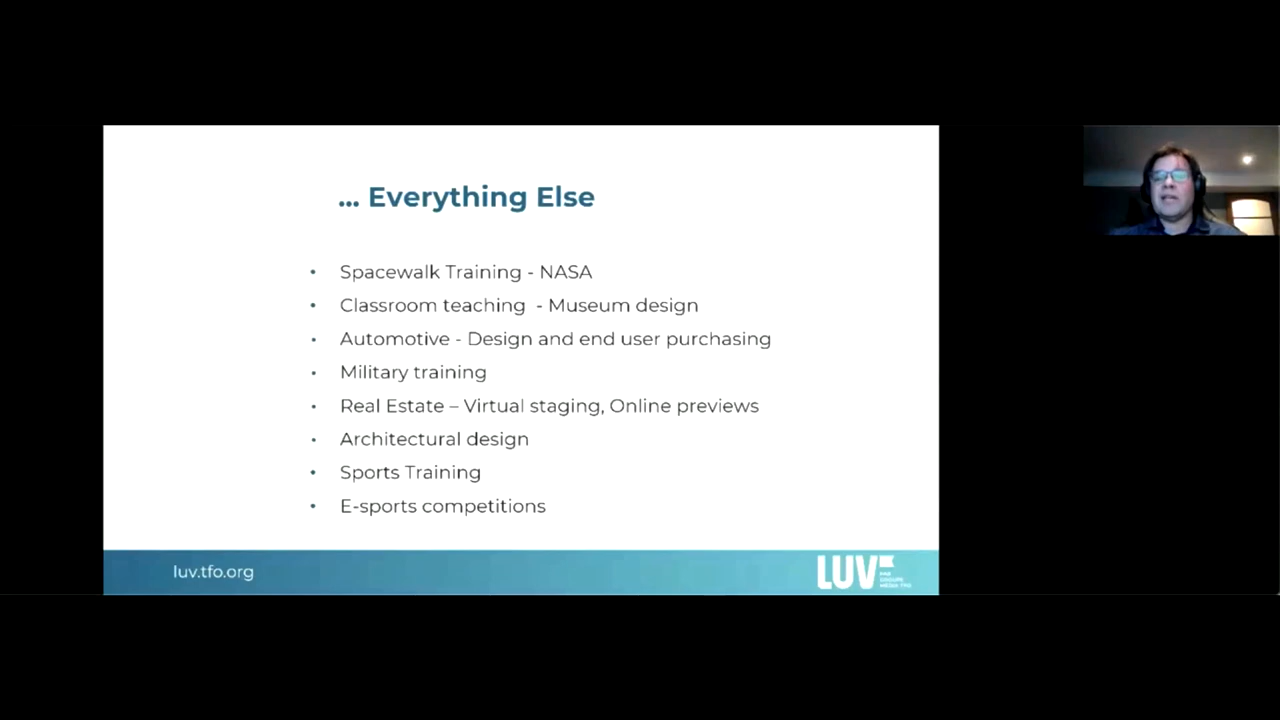 ... Everything Else
• Spacewalk Training - NASA
• Classroom teaching  - Museum design
• Automotive - Design and end user purchasing
• Military training
• Real Estate – Virtual staging, Online previews
• Architectural design
• Sports Training
• E-sports competitions
luv.tfo.org
LUV